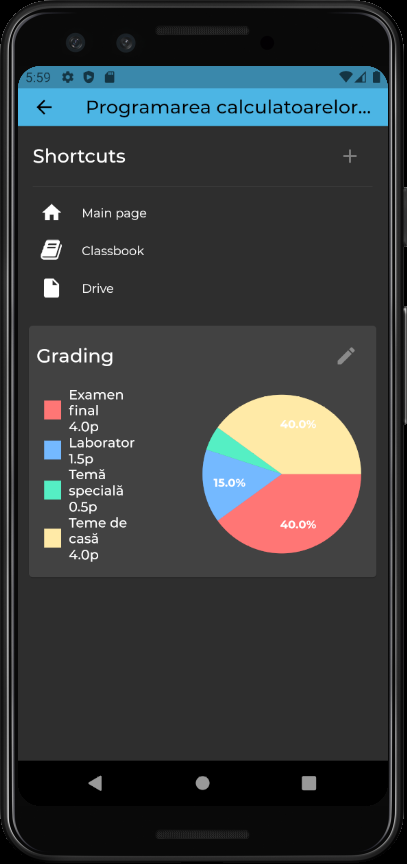 5:59
Programarea calculatoarelor...
Shortcuts
Main page
Classbook
Drive
Grading
Examen
final
4.0p
Laborator
1.5p
Temă
specială
0.5p
Teme de
casă
4.0p
40.0%
15.0%
40.0%